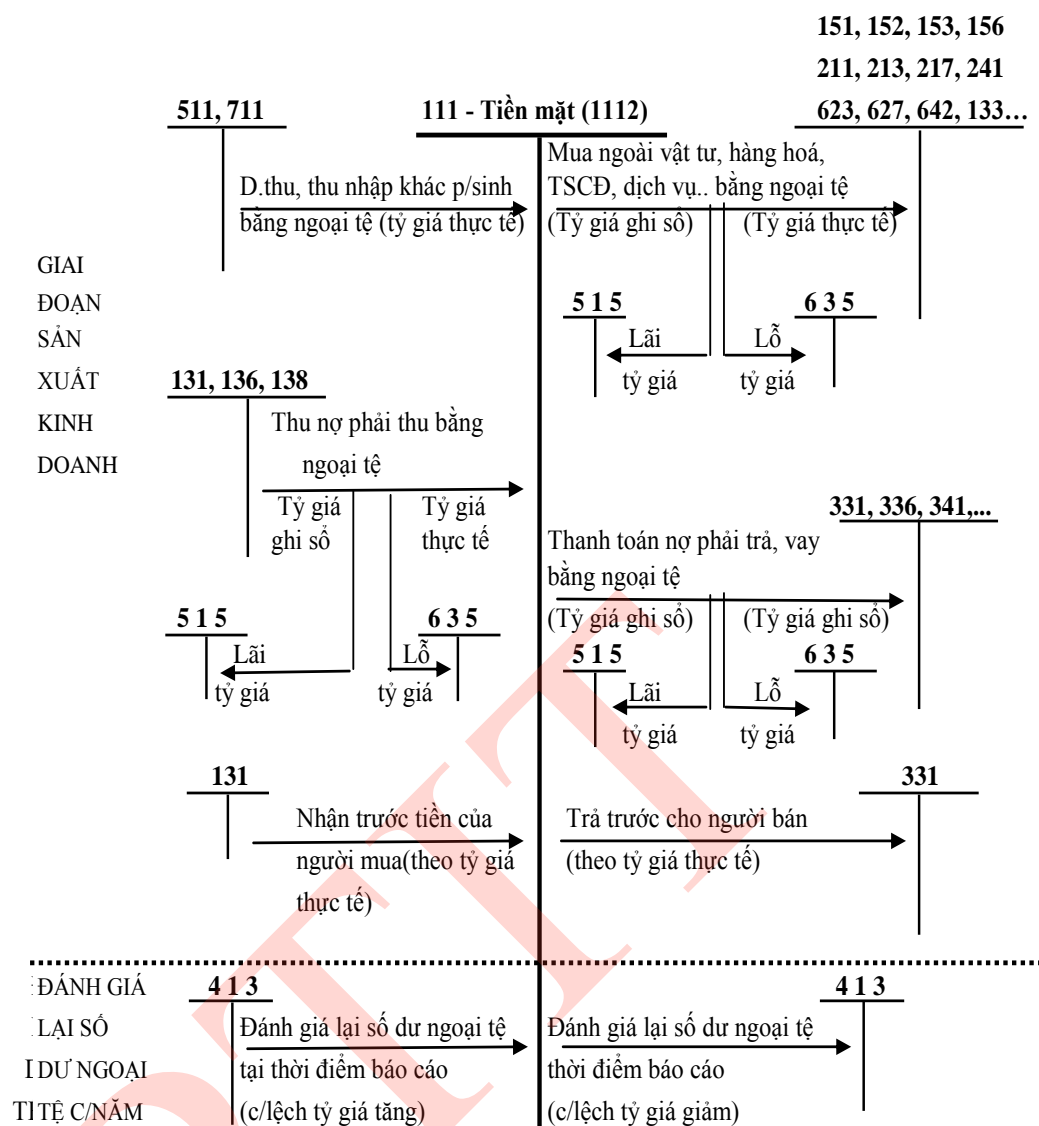 151, 152, 153, 156
211, 213, 217, 241
623, 627, 642, 133…
511, 711
111 - Tiền mặt (1112)
D.thu, thu nhập khác p/sinh
bằng ngoại tệ (tỷ giá thực tế)
Mua ngoài vật tư, hàng hoá,
TSCĐ, dịch vụ.. bằng ngoại tệ
(Tỷ giá ghi sổ)
(Tỷ giá thực tế)
5 1 5
6 3 5
Lãi
tỷ giá
Lỗ
tỷ giá
GIAI
ĐOẠN
SẢN
XUẤT
KINH
DOANH
131, 136, 138
Thu nợ phải thu bằng
ngoại tệ
Tỷ giá
ghi sổ
Tỷ giá
thực tế
5 1 5
6 3 5
Lãi
tỷ giá
Lỗ
tỷ giá
331, 336, 341,...
Thanh toán nợ phải trả, vay
bằng ngoại tệ
(Tỷ giá ghi sổ)
(Tỷ giá ghi sổ)
5 1 5
6 3 5
Lãi
tỷ giá
Lỗ
tỷ giá
131
Nhận trước tiền của
người mua(theo tỷ giá
thực tế)
331
Trả trước cho người bán
(theo tỷ giá thực tế)
ĐÁNH GIÁ
LẠI SỐ
DƯ NGOẠI
TỆ C/NĂM
4 1 3
Đánh giá lại số dư ngoại tệ
tại thời điểm báo cáo
(c/lệch tỷ giá tăng)
4 1 3
Đánh giá lại số dư ngoại tệ
thời điểm báo cáo
(c/lệch tỷ giá giảm)